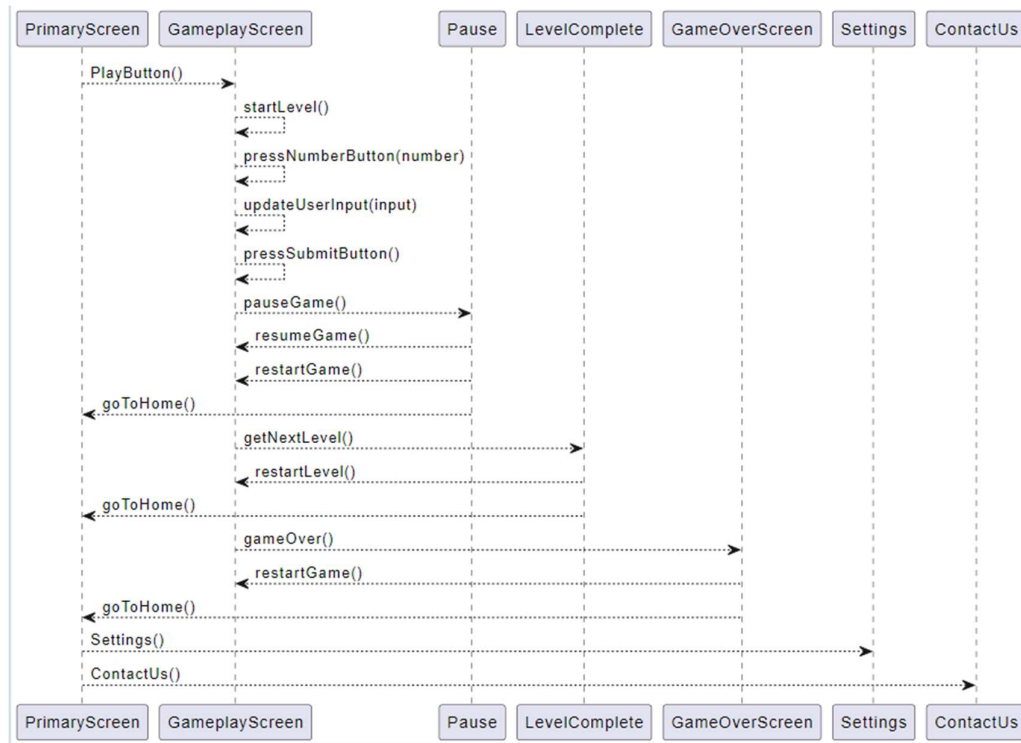 PrimaryScreen GameplayScreen Pause LevelComplete GameOverScreen Settings ContactUs
PlayButton()
startLevel()
pressNumberButton(number)
updateUserInput(input)
pressSubmitButton()
pauseGame()
resumeGame()
restartGame()
goToHome()
getNextLevel()
restartLevel()
goToHome()
gameOver()
restartGame()
goToHome()
Settings()
ContactUs()
PrimaryScreen GameplayScreen Pause LevelComplete GameOverScreen Settings ContactUs